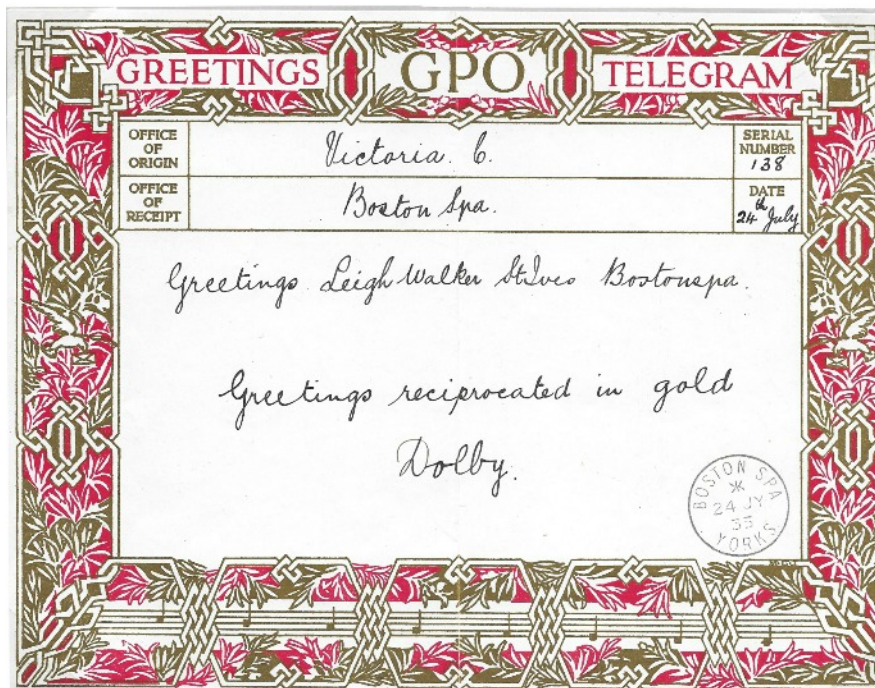 GREETINGS GPO TELEGRAM
OFFICE
OF
ORIGIN
Victoria. C.
SERIAL
NUMBER
138
OFFICE
OF
RECEIPT
Boston Spa.
DATE
24th July
Greetings Leigh Walker St. Ives Bostonspa.
Greetings reciprocated in gold
Dolby.
BOSTON SPA
24 JY
35
YORKS.